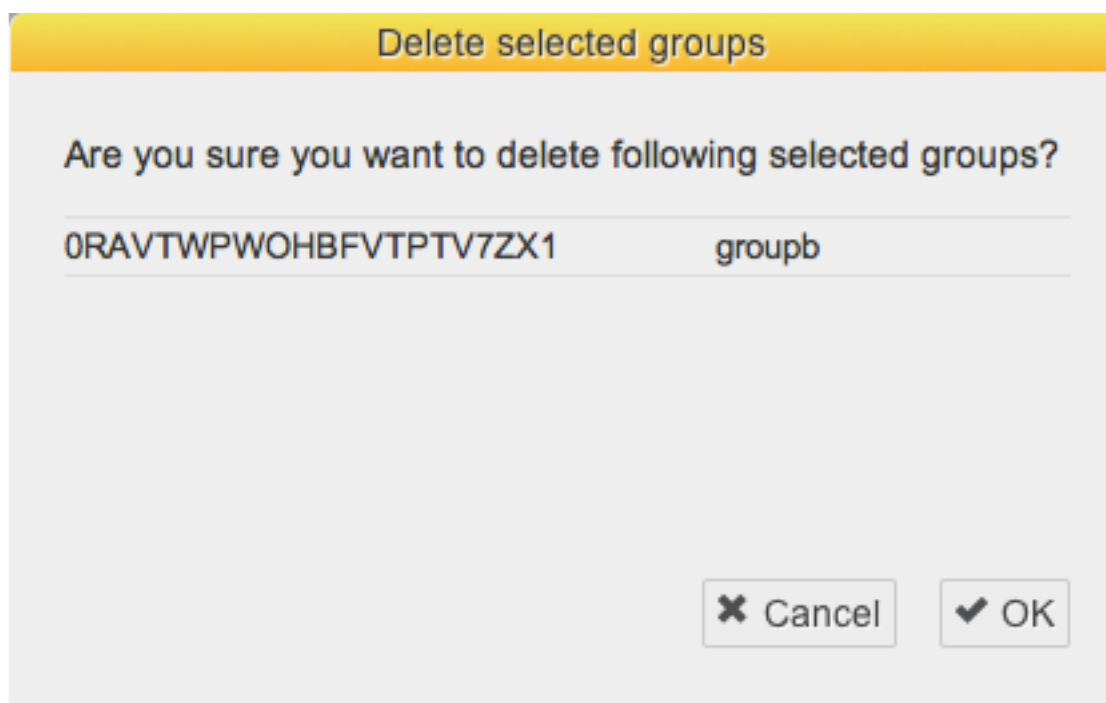 Delete selected groups
Are you sure you want to delete following selected groups?
0RAVTWPWOHBFVTPTV7ZX1 groupb
✖ Cancel ✔ OK